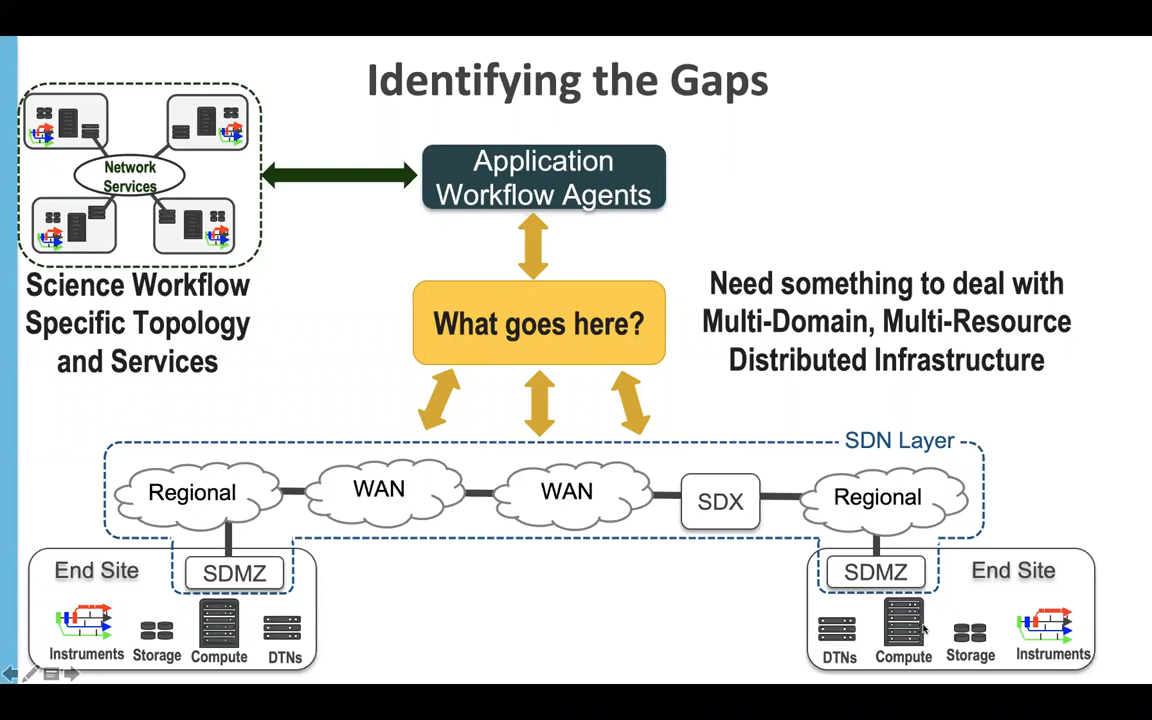 Identifying the Gaps
Network
Services
Application
Workflow Agents
Science Workflow
Specific Topology
and Services
What goes here?
Need something to deal with
Multi-Domain, Multi-Resource
Distributed Infrastructure
SDN Layer
Regional
WAN
WAN
SDX
Regional
End Site
SDMZ
Instruments
Storage
Compute
DTNs
SDMZ
End Site
DTNs
Compute
Storage
Instruments